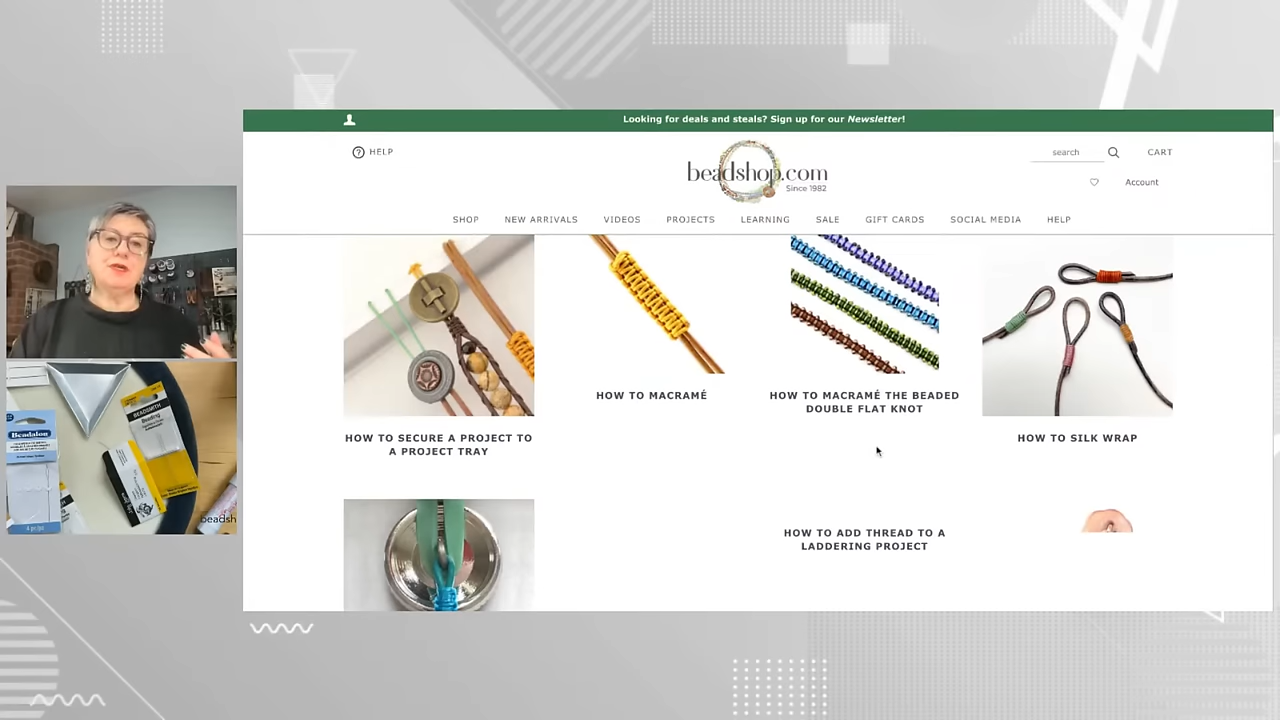 Looking for deals and steals? Sign up for our Newsletter!
HELP
beadshop.com
Since 1982
search
CART
Account
SHOP
NEW ARRIVALS
VIDEOS
PROJECTS
LEARNING
SALE
GIFT CARDS
SOCIAL MEDIA
HELP
HOW TO MACRAMÉ
HOW TO MACRAMÉ THE BEADED
DOUBLE FLAT KNOT
HOW TO SECURE A PROJECT TO
A PROJECT TRAY
HOW TO SILK WRAP
HOW TO ADD THREAD TO A
LADDERING PROJECT
Beadalon
BEADSMITH
beadsh